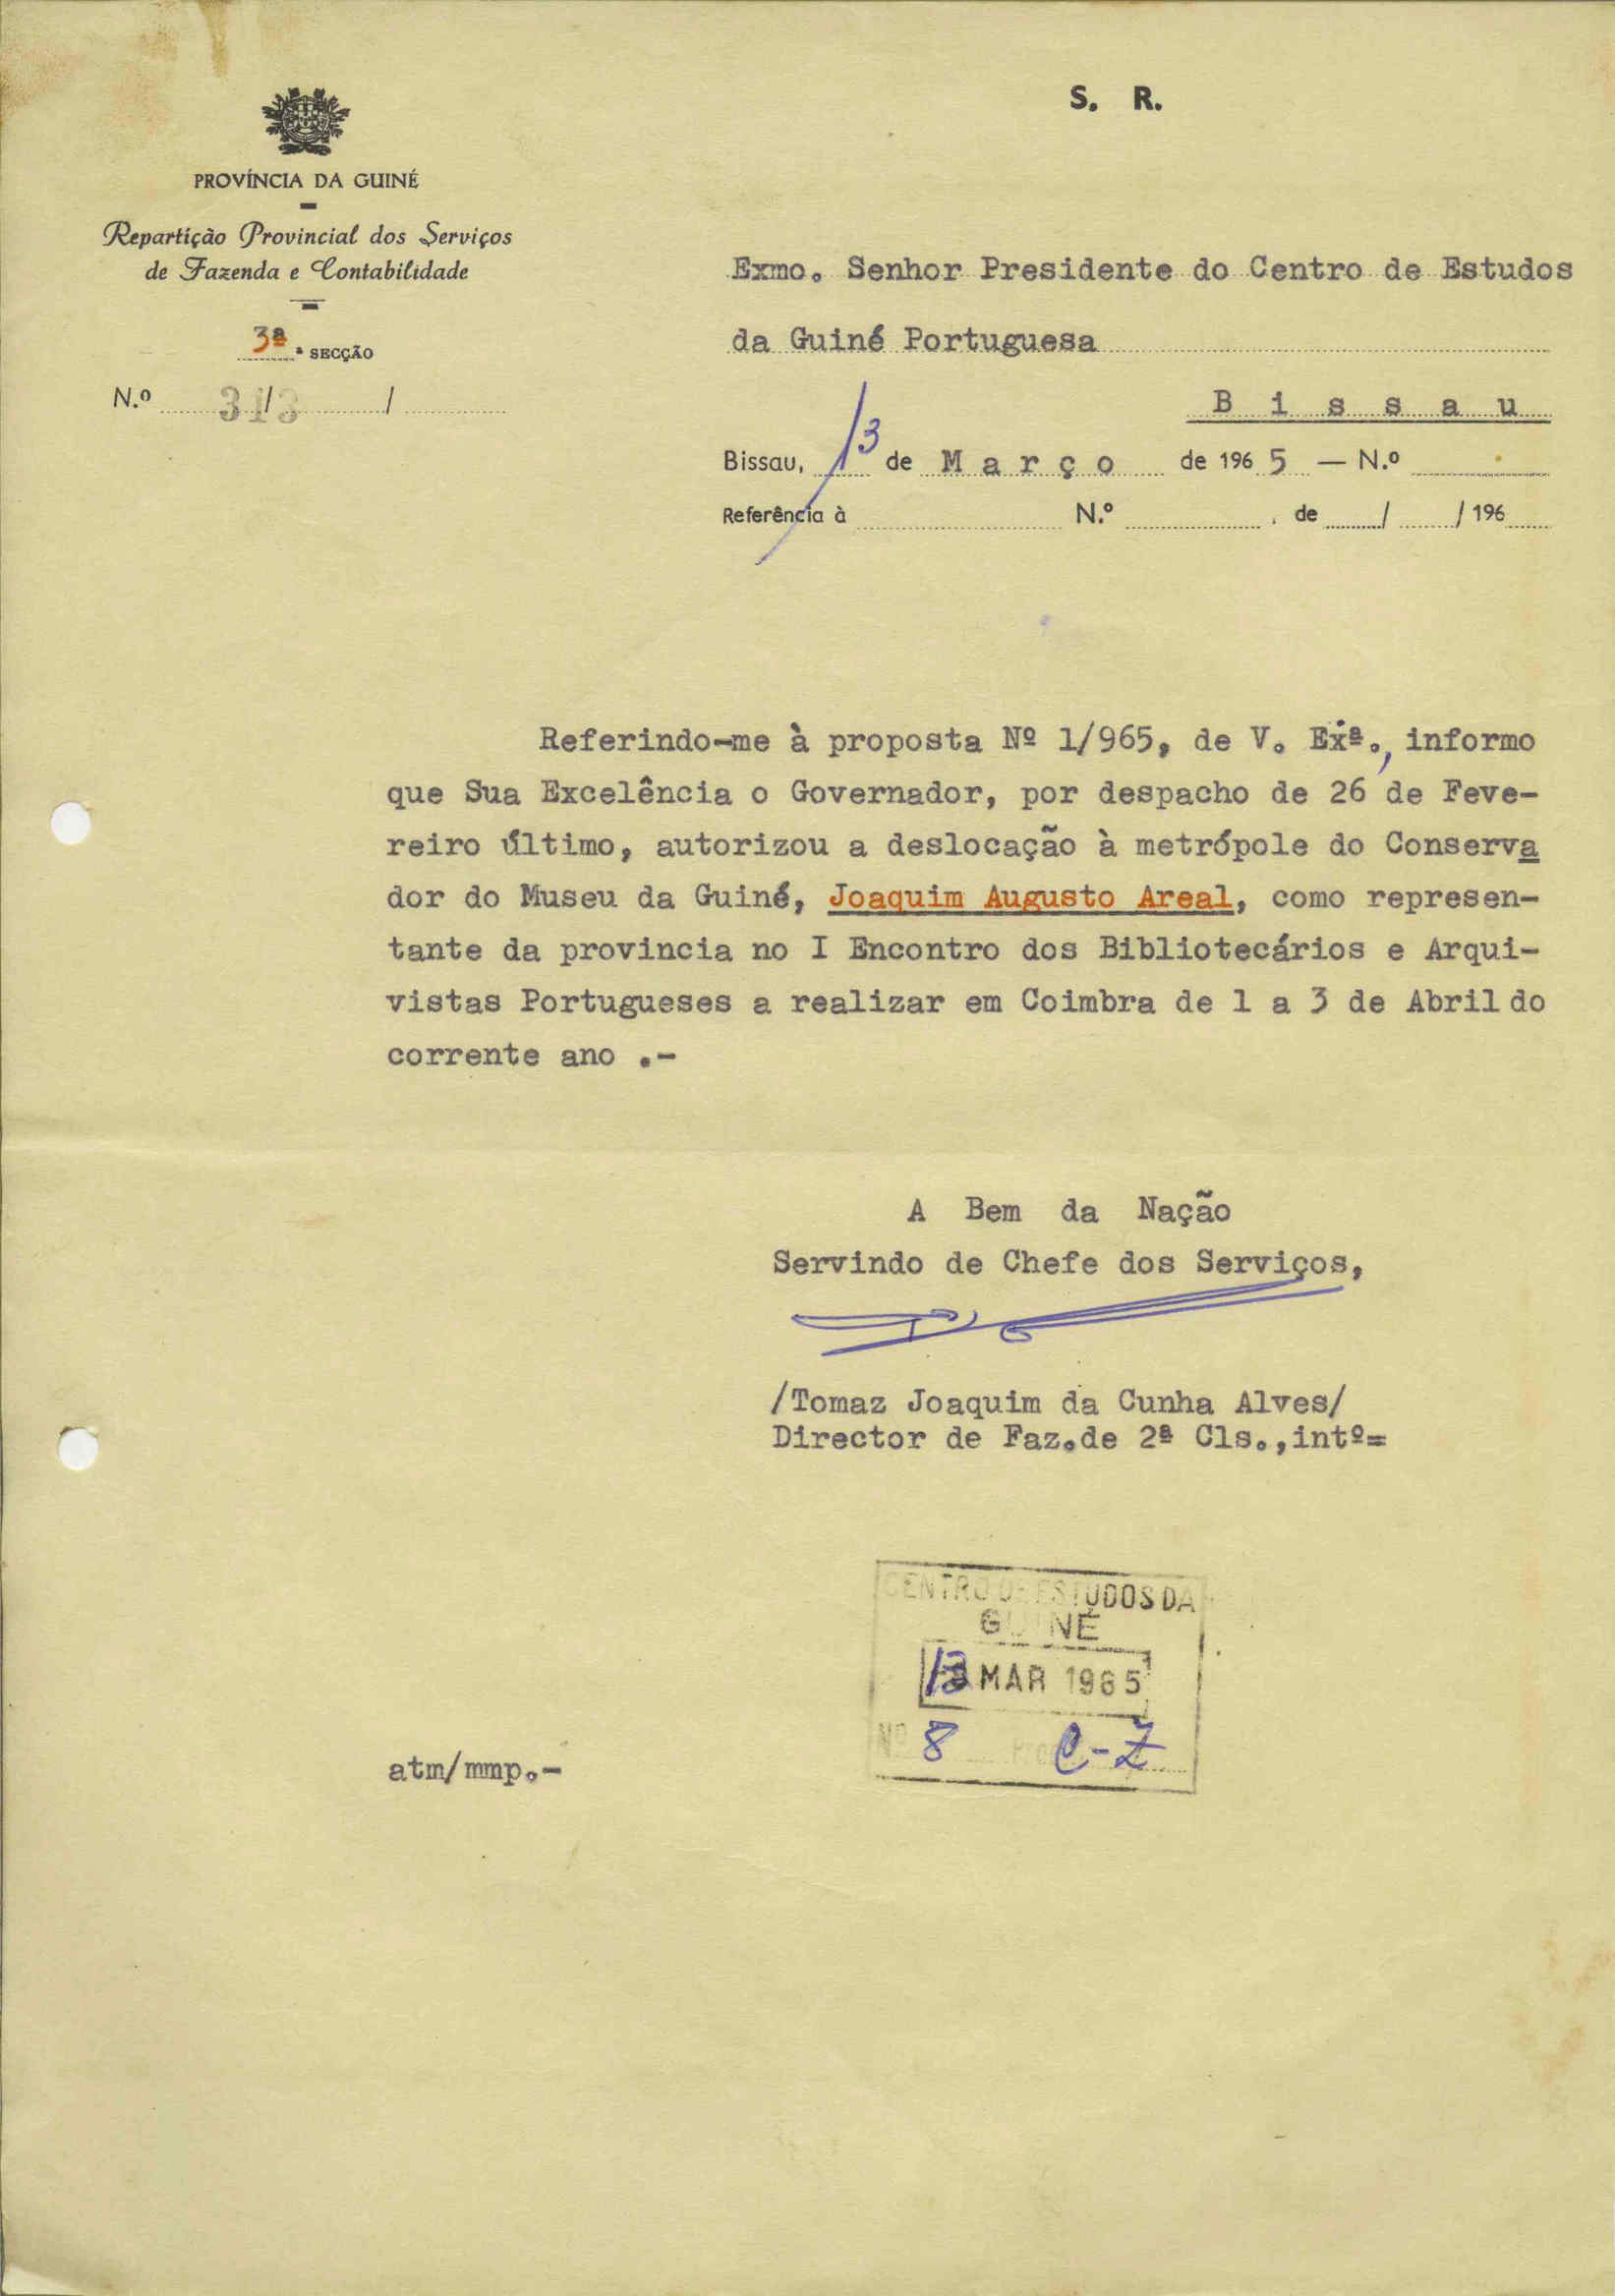 S. R.
PROVÍNCIA DA GUINÉ
Repartição Provincial dos Serviços
de Fazenda e Contabilidade
3ª ª SECÇÃO
N.º 313 / /
Exmo. Senhor Presidente do Centro de Estudos
da Guiné Portuguesa
B i s s a u
Bissau, 13 de M a r ç o de 196 5 — N.º
Referência à N.º , de / / 196
Referindo-me à proposta Nº 1/965, de V. Exª., informo
que Sua Excelência o Governador, por despacho de 26 de Feve-
reiro último, autorizou a deslocação à metrópole do Conserva
dor do Museu da Guiné, Joaquim Augusto Areal, como represen-
tante da provincia no I Encontro dos Bibliotecários e Arqui-
vistas Portugueses a realizar em Coimbra de 1 a 3 de Abril do
corrente ano .-
A Bem da Nação
Servindo de Chefe dos Serviços,
/Tomaz Joaquim da Cunha Alves/
Director de Faz.de 2ª Cls.,intº=
CENTRO DE ESTUDOS DA
GUINÉ
13 MAR 1965
Nº 8 C-Z
atm/mmp.-